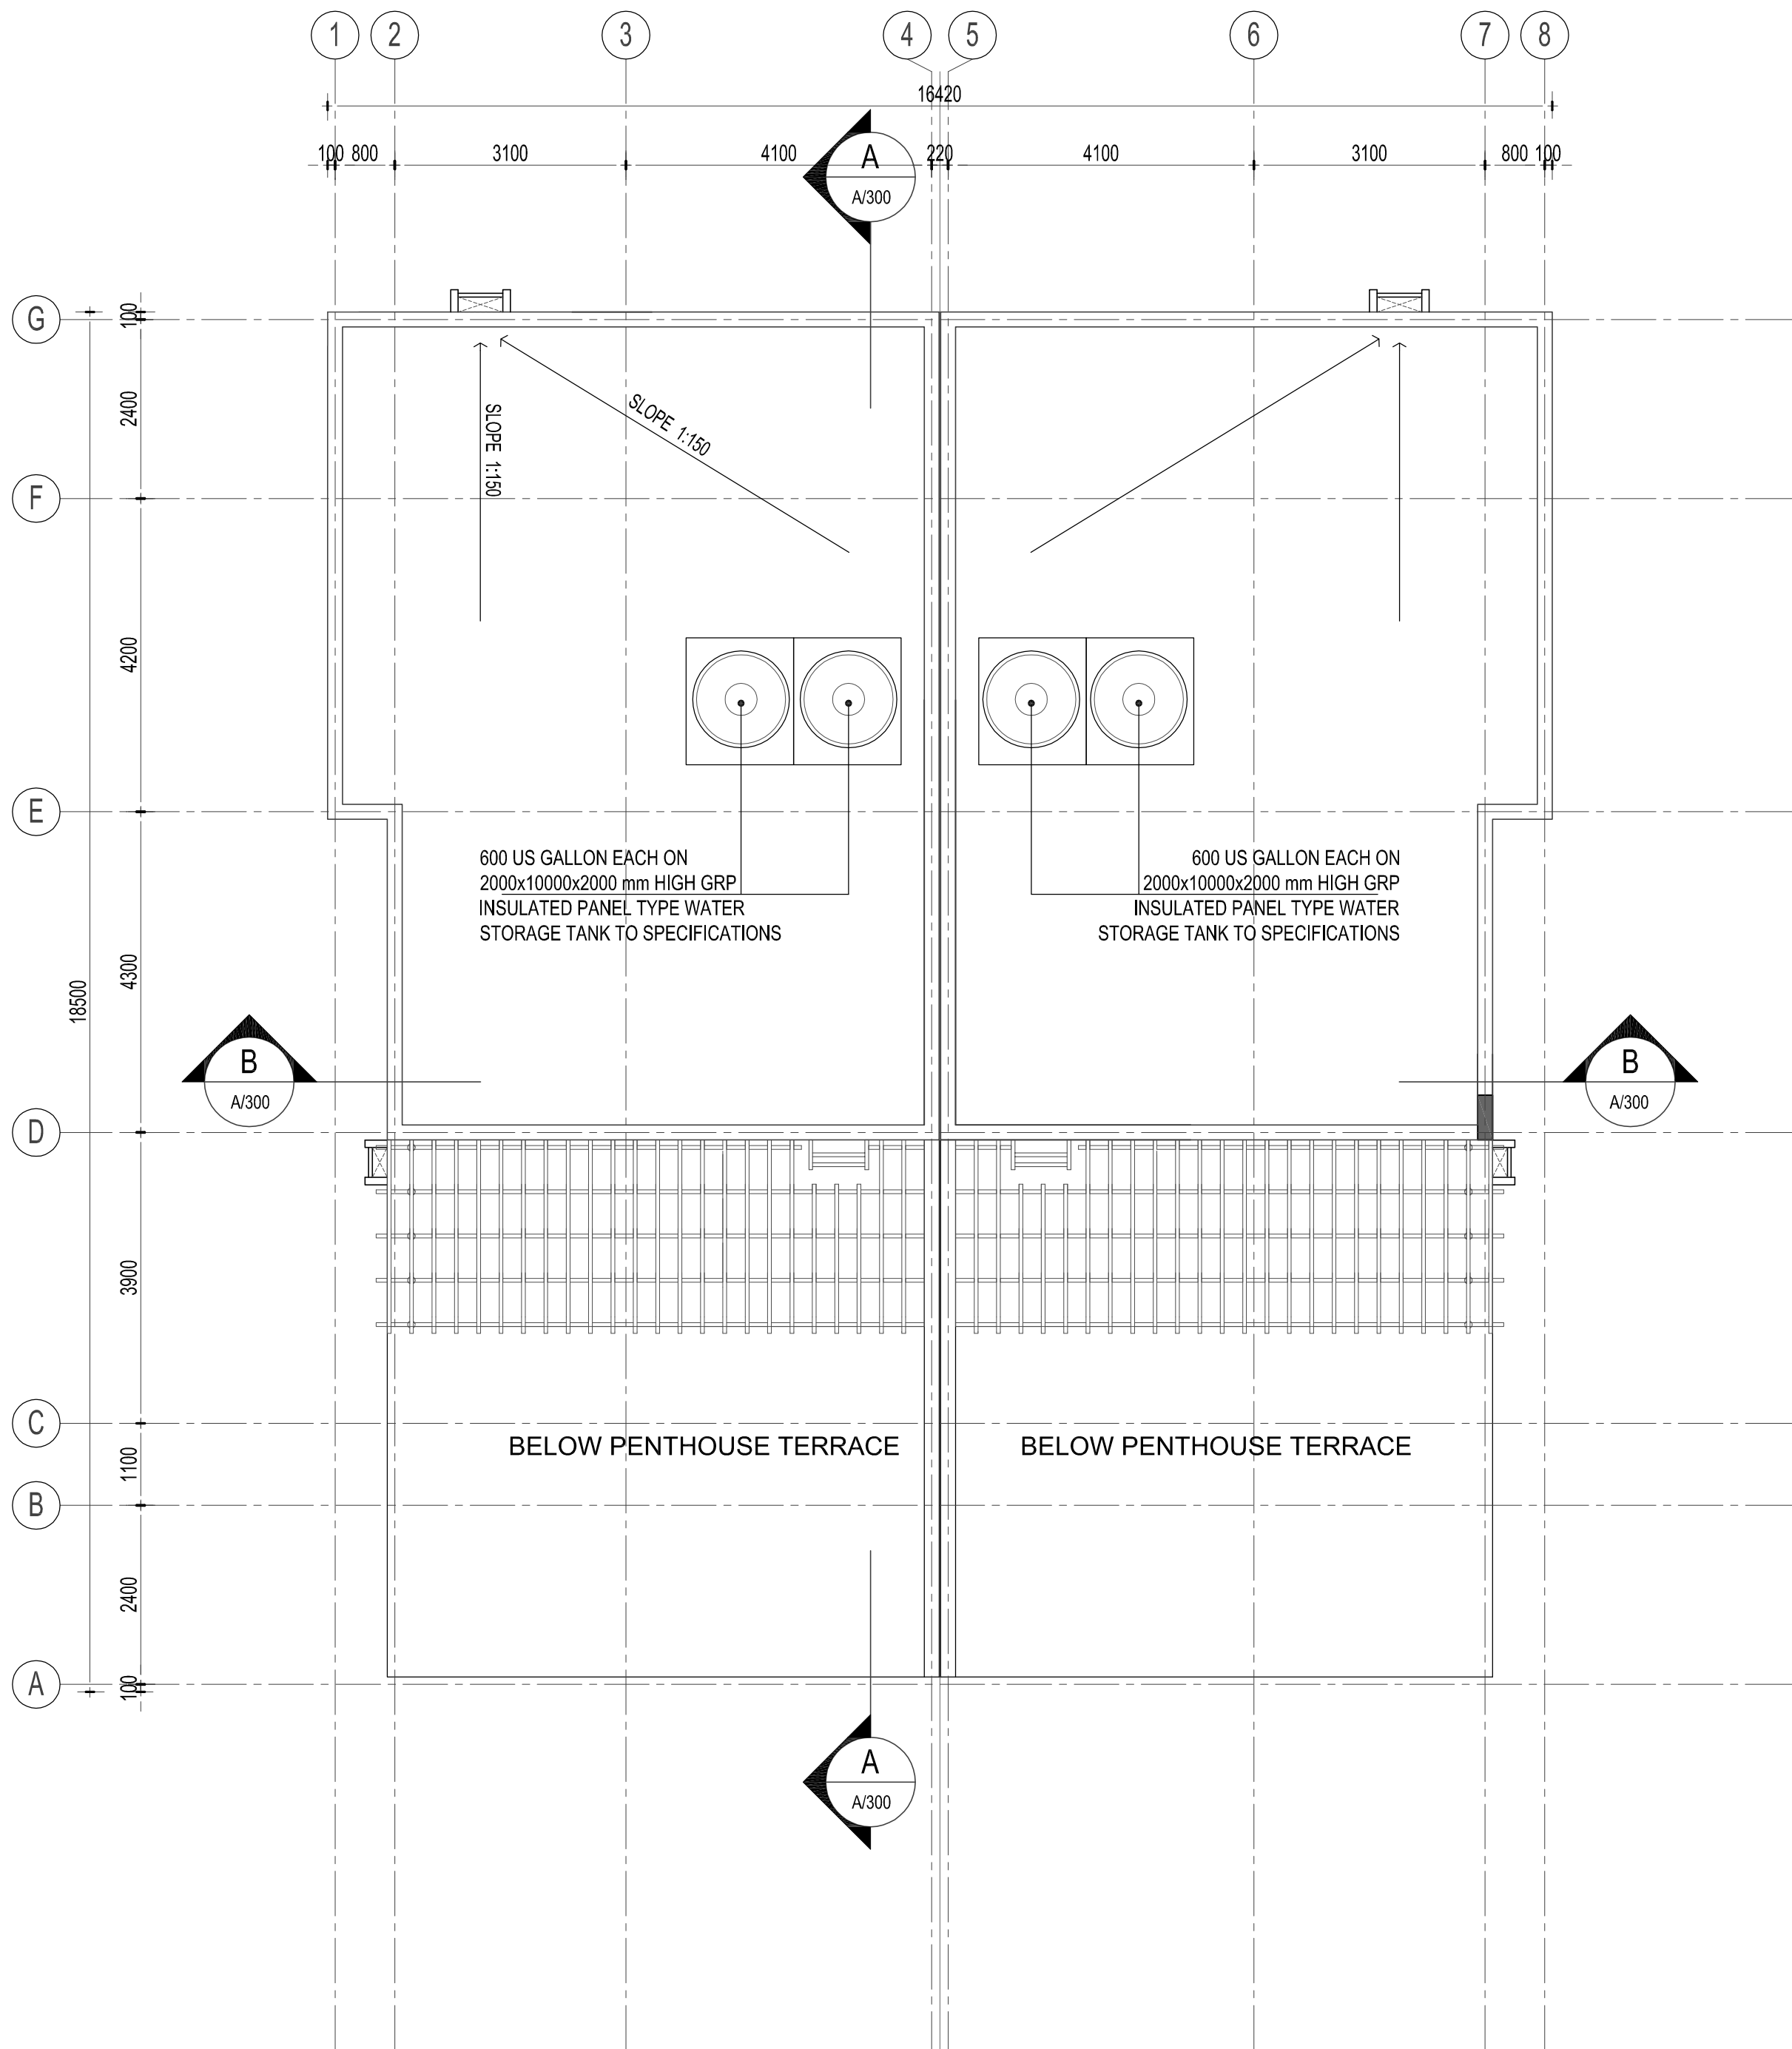 1 2 3 4 5 6 7 8
16420
100 800 3100 4100 220 4100 3100 800 100
A
A/300
G
100
2400
SLOPE 1:150
SLOPE 1:150
F
4200
E
600 US GALLON EACH ON
2000x10000x2000 mm HIGH GRP
INSULATED PANEL TYPE WATER
STORAGE TANK TO SPECIFICATIONS
600 US GALLON EACH ON
2000x10000x2000 mm HIGH GRP
INSULATED PANEL TYPE WATER
STORAGE TANK TO SPECIFICATIONS
4300
18500
B
A/300
B
A/300
D
3900
C
BELOW PENTHOUSE TERRACE
BELOW PENTHOUSE TERRACE
1100
B
2400
A
100
A
A/300